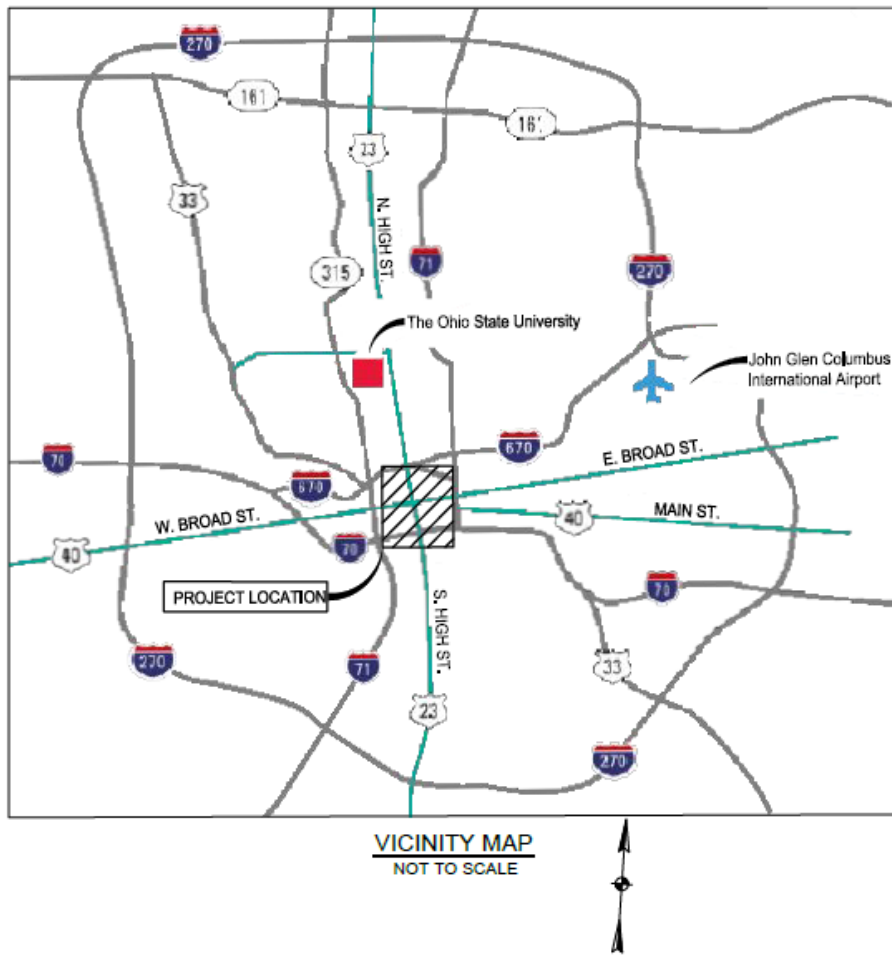 270
161
161
33
23
N. HIGH ST.
315
71
270
The Ohio State University
John Glen Columbus
International Airport
70
670
670
E. BROAD ST.
W. BROAD ST.
40
MAIN ST.
40
70
PROJECT LOCATION
70
S. HIGH ST.
270
71
33
23
270
VICINITY MAP
NOT TO SCALE